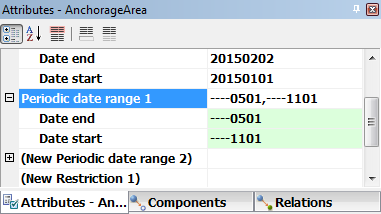 Attributes - AnchorageArea
Date end 20150202
Date start 20150101
Periodic date range 1 ----0501,----1101
Date end ----0501
Date start ----1101
(New Periodic date range 2)
(New Restriction 1)
Attributes - An... Components Relations